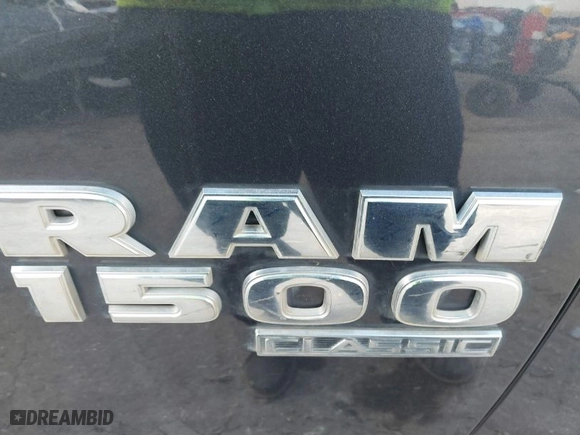 RAM
1500
CLASSIC
DREAMBID